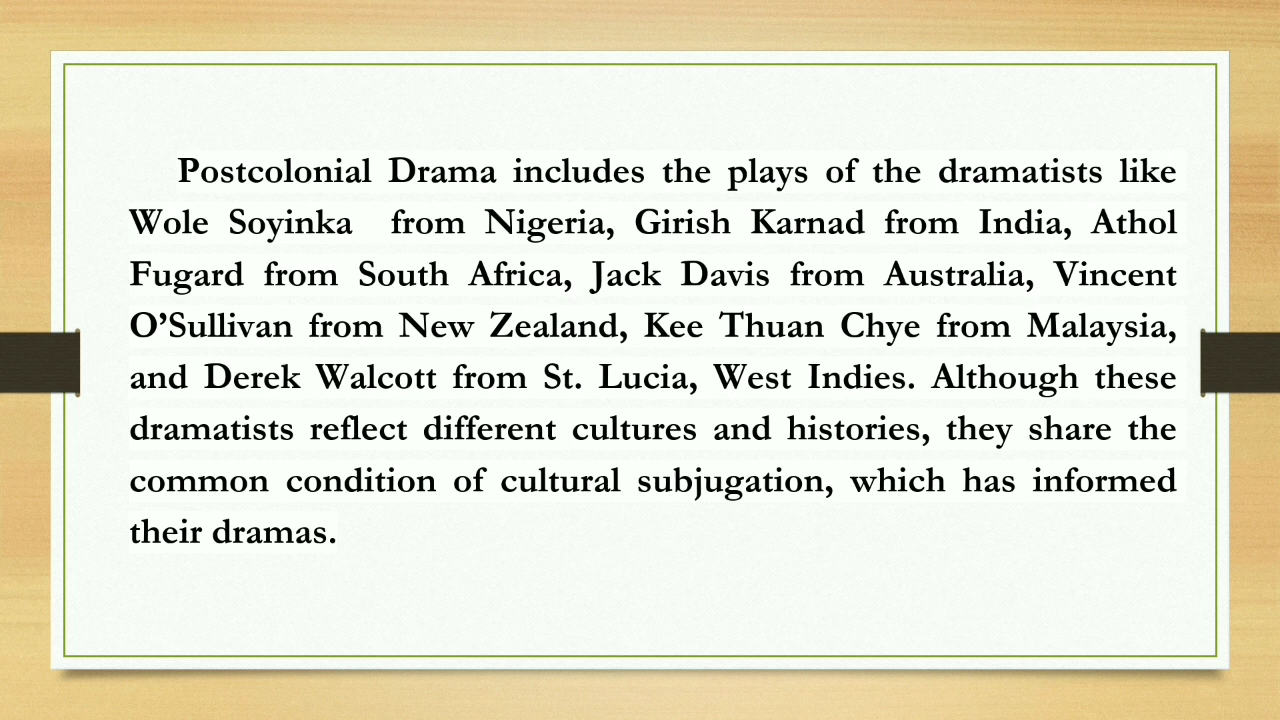 Postcolonial Drama includes the plays of the dramatists like
Wole Soyinka  from Nigeria, Girish Karnad from India, Athol
Fugard from South Africa, Jack Davis from Australia, Vincent
O’Sullivan from New Zealand, Kee Thuan Chye from Malaysia,
and Derek Walcott from St. Lucia, West Indies. Although these
dramatists reflect different cultures and histories, they share the
common condition of cultural subjugation, which has informed
their dramas.